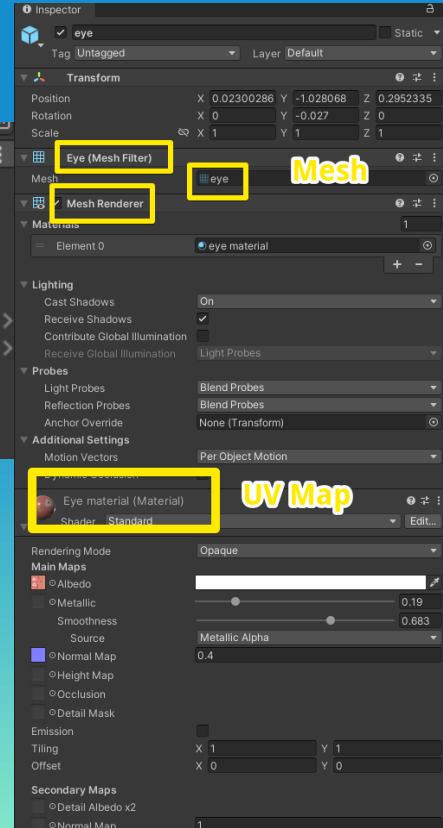 Inspector
eye Static
Tag Untagged Layer Default
Transform
Position X 0.02300286 Y -1.028068 Z 0.2952335
Rotation X 0 Y -0.027 Z 0
Scale X 1 Y 1 Z 1
Eye (Mesh Filter)
Mesh eye
Mesh
Mesh Renderer
Materials 1
Element 0 eye material
+ -
Lighting
Cast Shadows On
Receive Shadows
Contribute Global Illumination
Receive Global Illumination Light Probes
Probes
Light Probes Blend Probes
Reflection Probes Blend Probes
Anchor Override None (Transform)
Additional Settings
Motion Vectors Per Object Motion
Dynamic Occlusion
Eye material (Material)
UV Map
Shader Standard Edit...
Rendering Mode Opaque
Main Maps
Albedo
Metallic 0.19
Smoothness 0.683
Source Metallic Alpha
Normal Map 0.4
Height Map
Occlusion
Detail Mask
Emission
Tiling X 1 Y 1
Offset X 0 Y 0
Secondary Maps
Detail Albedo x2
Normal Map 1